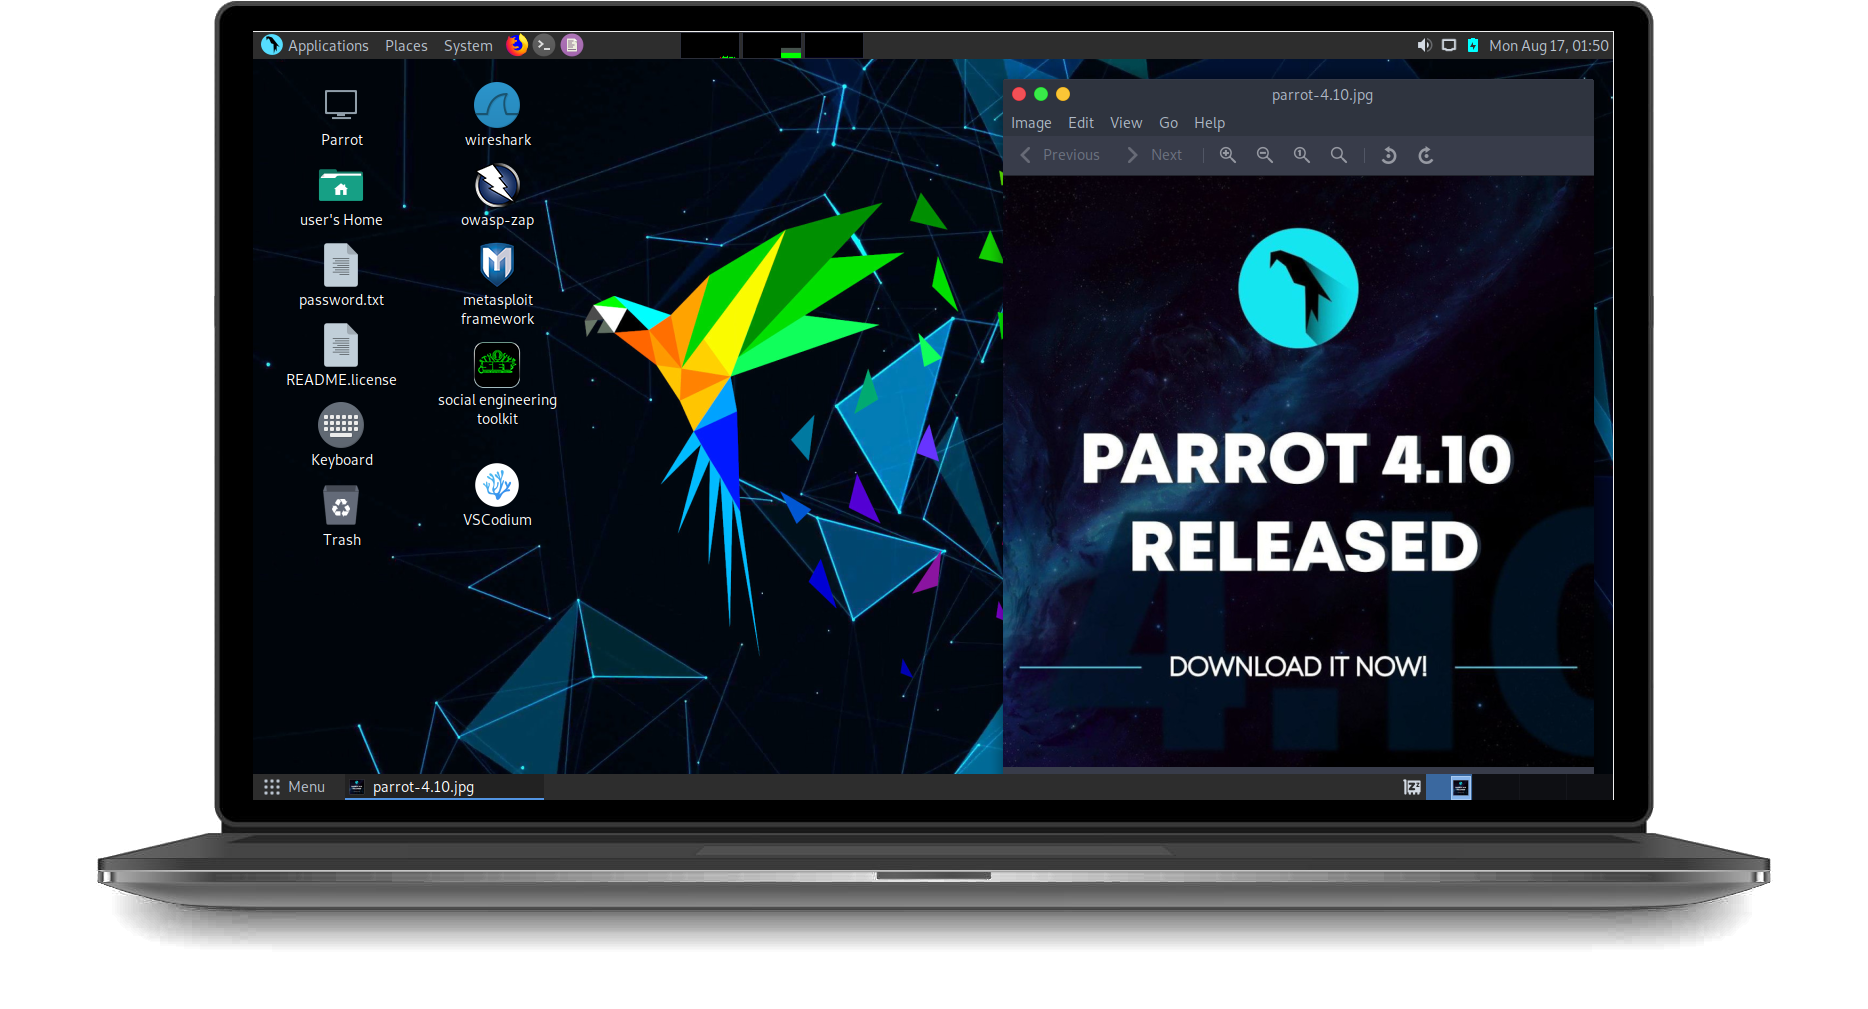 Applications Places System
Mon Aug 17, 01:50
Parrot
wireshark
user's Home
owasp-zap
password.txt
metasploit
framework
README.license
social engineering
toolkit
Keyboard
VSCodium
Trash
parrot-4.10.jpg
Image Edit View Go Help
Previous Next
PARROT 4.10
RELEASED
4.10
DOWNLOAD IT NOW!
Menu
parrot-4.10.jpg